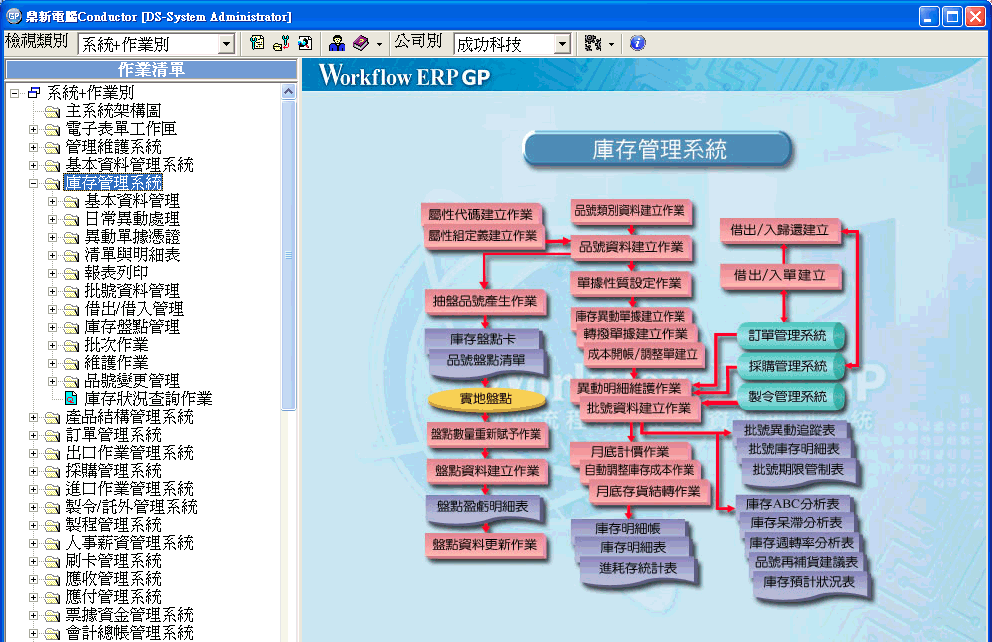 鼎新電腦Conductor [DS-System Administrator]
檢視類別 系統+作業別 公司別 成功科技
作業清單
系統+作業別
主系統架構圖
電子表單工作匣
管理維護系統
基本資料管理系統
庫存管理系統
基本資料管理
日常異動處理
異動單據憑證
清單與明細表
報表列印
批號資料管理
借出/借入管理
庫存盤點管理
批次作業
維護作業
品號變更管理
庫存狀況查詢作業
產品結構管理系統
訂單管理系統
出口作業管理系統
採購管理系統
進口作業管理系統
製令/託外管理系統
製程管理系統
人事薪資管理系統
刷卡管理系統
應收管理系統
應付管理系統
票據資金管理系統
會計總帳管理系統
Workflow ERP GP
庫存管理系統
屬性代碼建立作業
屬性組定義建立作業
抽盤品號產生作業
庫存盤點卡
品號盤點清單
實地盤點
盤點數量重新賦予作業
盤點資料建立作業
盤點盈虧明細表
盤點資料更新作業
品號類別資料建立作業
品號資料建立作業
單據性質設定作業
庫存異動單據建立作業
轉撥單據建立作業
成本開帳/調整單建立
異動明細維護作業
批號資料建立作業
月底計價作業
自動調整庫存成本作業
月底存貨結轉作業
庫存明細帳
庫存明細表
進耗存統計表
借出/入歸還建立
借出/入單建立
訂單管理系統
採購管理系統
製令管理系統
批號異動追蹤表
批號庫存明細表
批號期限管制表
庫存ABC分析表
庫存呆滯分析表
庫存週轉率分析表
品號再補貨建議表
庫存預計狀況表